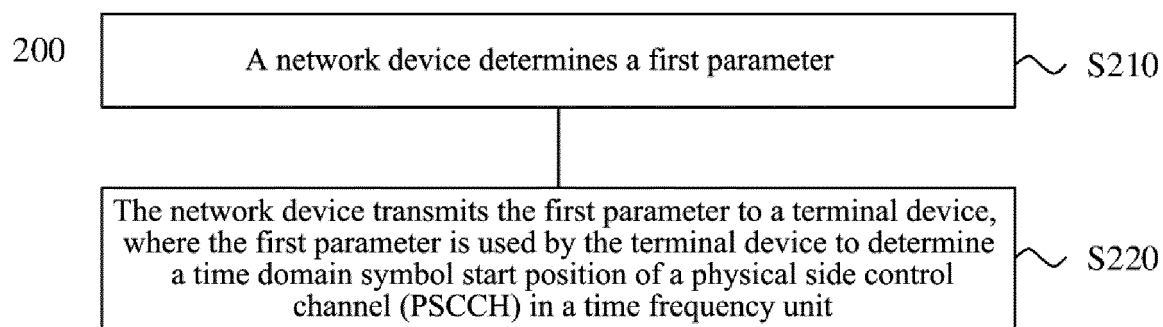 200
A network device determines a first parameter
S210
The network device transmits the first parameter to a terminal device,
where the first parameter is used by the terminal device to determine
a time domain symbol start position of a physical side control
channel (PSCCH) in a time frequency unit
S220